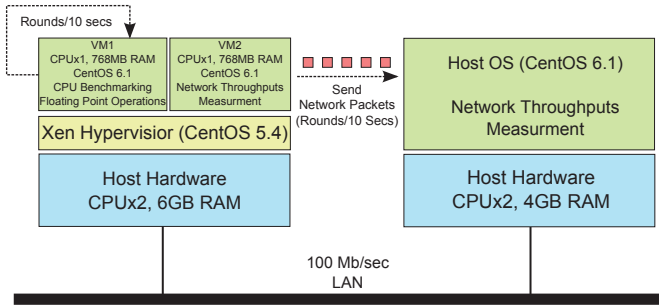 Rounds/10 secs
VM1
CPUx1, 768MB RAM
CentOS 6.1
CPU Benchmarking
Floating Point Operations
VM2
CPUx1, 768MB RAM
CentOS 6.1
Network Throughputs
Measurment
Xen Hypervisior (CentOS 5.4)
Host Hardware
CPUx2, 6GB RAM
Send
Network Packets
(Rounds/10 Secs)
Host OS (CentOS 6.1)
Network Throughputs
Measurment
Host Hardware
CPUx2, 4GB RAM
100 Mb/sec
LAN